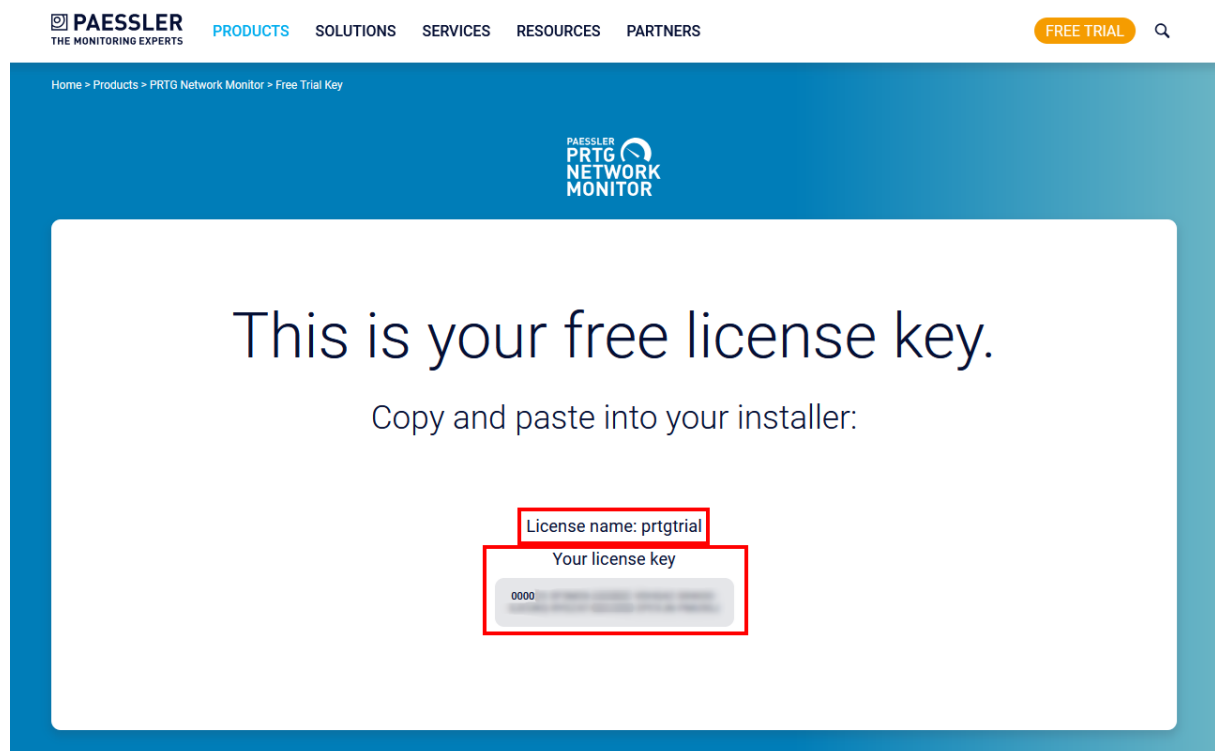 PAESSLER
THE MONITORING EXPERTS
PRODUCTS SOLUTIONS SERVICES RESOURCES PARTNERS FREE TRIAL
Home > Products > PRTG Network Monitor > Free Trial Key
PAESSLER
PRTG
NETWORK
MONITOR
This is your free license key.
Copy and paste into your installer:
License name: prtgtrial
Your license key
0000